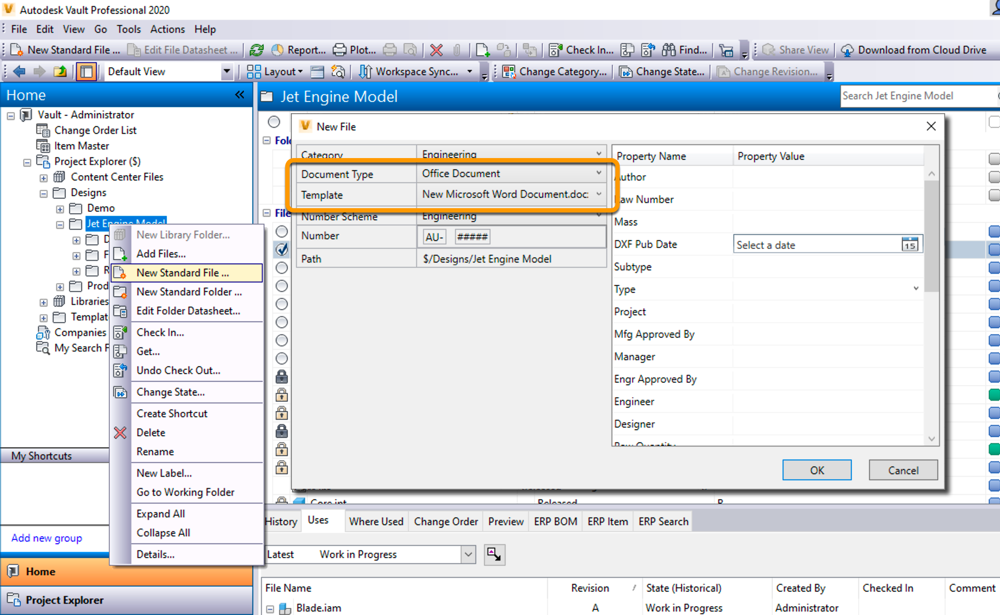 Autodesk Vault Professional 2020
File Edit View Go Tools Actions Help
New Standard File ... Edit File Datasheet ... Report... Plot... Check In... Find... Share View Download from Cloud Drive
Default View Layout Workspace Sync... Change Category... Change State... Change Revision...
Home
Jet Engine Model
Search Jet Engine Model
Vault - Administrator
Change Order List
Item Master
Project Explorer ($)
Content Center Files
Designs
Demo
Jet Engine Model
D
F
R
Prod
Libraries
Templat
Companies
My Search F
My Shortcuts
Add new group
Home
Project Explorer
New Library Folder...
Add Files...
New Standard File ...
New Standard Folder ...
Edit Folder Datasheet...
Check In...
Get...
Undo Check Out...
Change State...
Create Shortcut
Delete
Rename
New Label...
Go to Working Folder
Expand All
Collapse All
Details...
Fold
File
New File
Category Engineering
Document Type Office Document
Template New Microsoft Word Document.doc
Number Scheme Engineering
Number AU- #####
Path $/Designs/Jet Engine Model
Property Name Property Value
Author
Raw Number
Mass
DXF Pub Date Select a date 15
Subtype
Type
Project
Mfg Approved By
Manager
Engr Approved By
Engineer
Designer
Raw Quantity
OK Cancel
Core.ipt Released B
History Uses Where Used Change Order Preview ERP BOM ERP Item ERP Search
Latest Work in Progress
File Name Revision State (Historical) Created By Checked In Comment
Blade.iam A Work in Progress Administrator